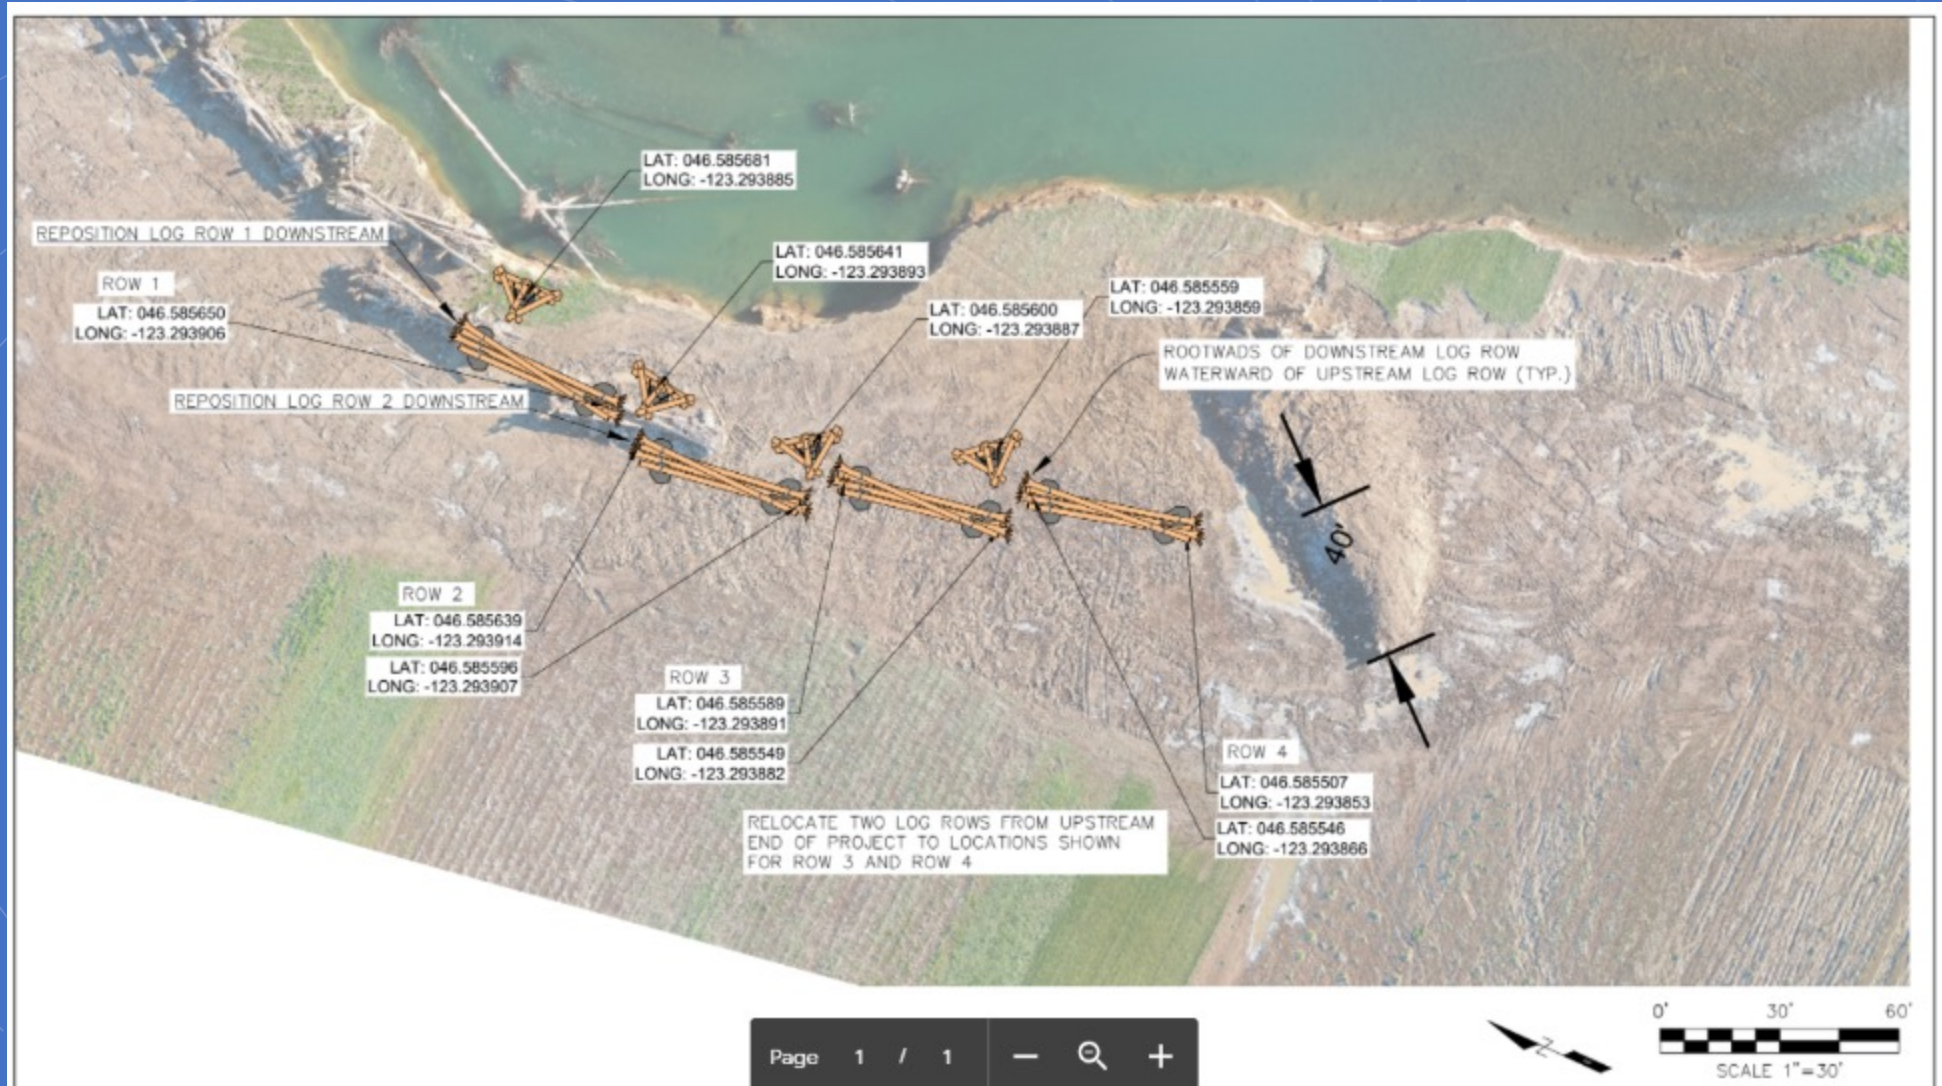 LAT: 046.585681
LONG: -123.293885
REPOSITION LOG ROW 1 DOWNSTREAM
LAT: 046.585641
LONG: -123.293893
ROW 1
LAT: 046.585650
LONG: -123.293906
LAT: 046.585600
LONG: -123.293887
LAT: 046.585559
LONG: -123.293859
ROOTWADS OF DOWNSTREAM LOG ROW
WATERWARD OF UPSTREAM LOG ROW (TYP.)
REPOSITION LOG ROW 2 DOWNSTREAM
40'
ROW 2
LAT: 046.585639
LONG: -123.293914
LAT: 046.585596
LONG: -123.293907
ROW 3
LAT: 046.585589
LONG: -123.293891
LAT: 046.585549
LONG: -123.293882
ROW 4
LAT: 046.585507
LONG: -123.293853
LAT: 046.585546
LONG: -123.293866
RELOCATE TWO LOG ROWS FROM UPSTREAM
END OF PROJECT TO LOCATIONS SHOWN
FOR ROW 3 AND ROW 4
N
0' 30' 60'
SCALE 1"=30'
Page 1 / 1